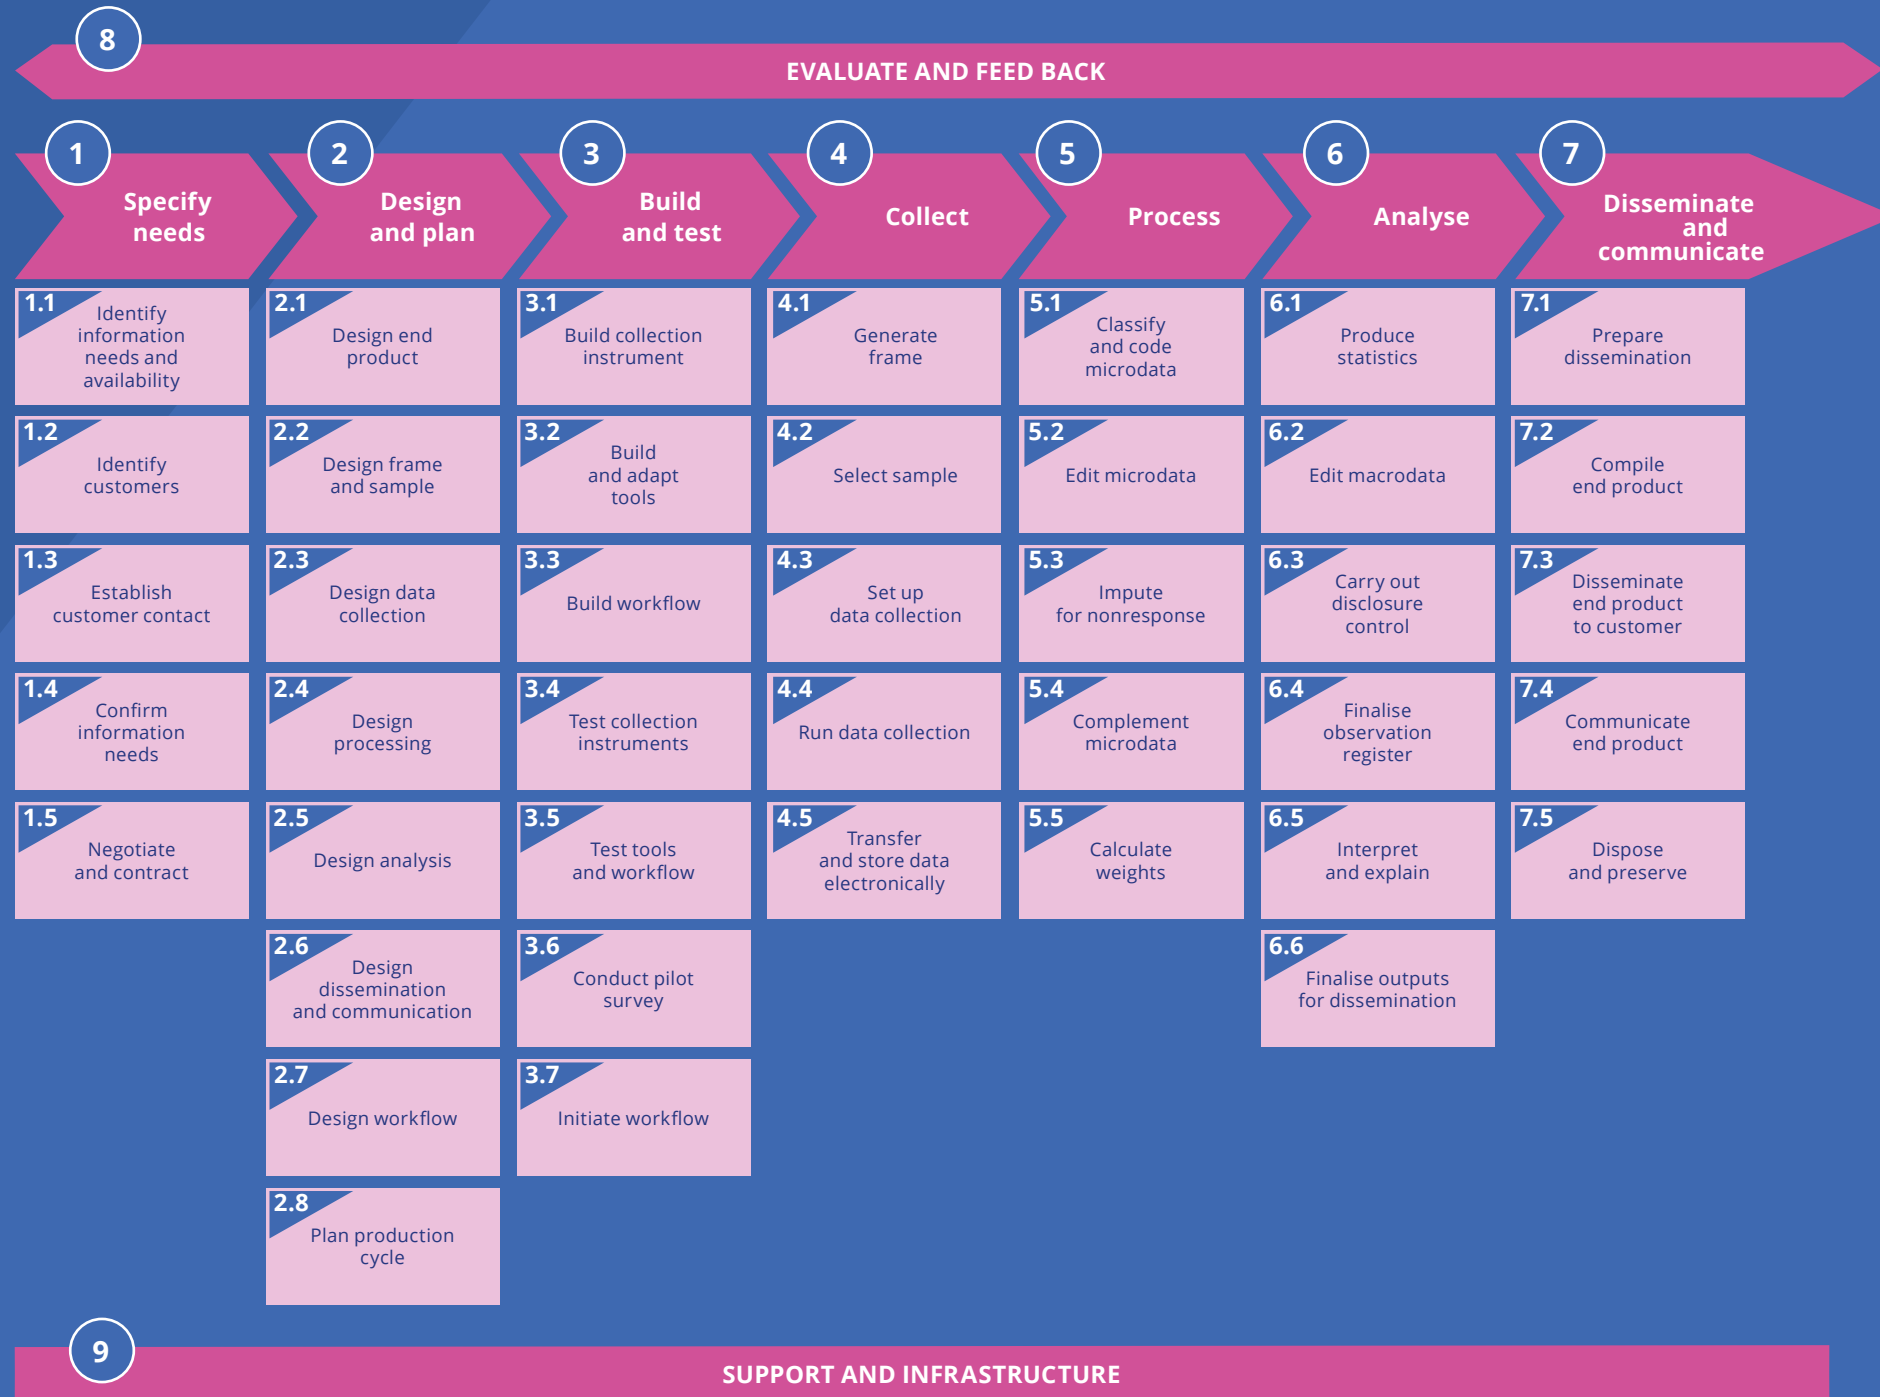 8
EVALUATE AND FEED BACK
1
Specify
needs
2
Design
and plan
3
Build
and test
4
Collect
5
Process
6
Analyse
7
Disseminate
and
communicate
1.1
Identify
information
needs and
availability
1.2
Identify
customers
1.3
Establish
customer contact
1.4
Confirm
information
needs
1.5
Negotiate
and contract
2.1
Design end
product
2.2
Design frame
and sample
2.3
Design data
collection
2.4
Design
processing
2.5
Design analysis
2.6
Design
dissemination
and communication
2.7
Design workflow
2.8
Plan production
cycle
3.1
Build collection
instrument
3.2
Build
and adapt
tools
3.3
Build workflow
3.4
Test collection
instruments
3.5
Test tools
and workflow
3.6
Conduct pilot
survey
3.7
Initiate workflow
4.1
Generate
frame
4.2
Select sample
4.3
Set up
data collection
4.4
Run data collection
4.5
Transfer
and store data
electronically
5.1
Classify
and code
microdata
5.2
Edit microdata
5.3
Impute
for nonresponse
5.4
Complement
microdata
5.5
Calculate
weights
6.1
Produce
statistics
6.2
Edit macrodata
6.3
Carry out
disclosure
control
6.4
Finalise
observation
register
6.5
Interpret
and explain
6.6
Finalise outputs
for dissemination
7.1
Prepare
dissemination
7.2
Compile
end product
7.3
Disseminate
end product
to customer
7.4
Communicate
end product
7.5
Dispose
and preserve
9
SUPPORT AND INFRASTRUCTURE